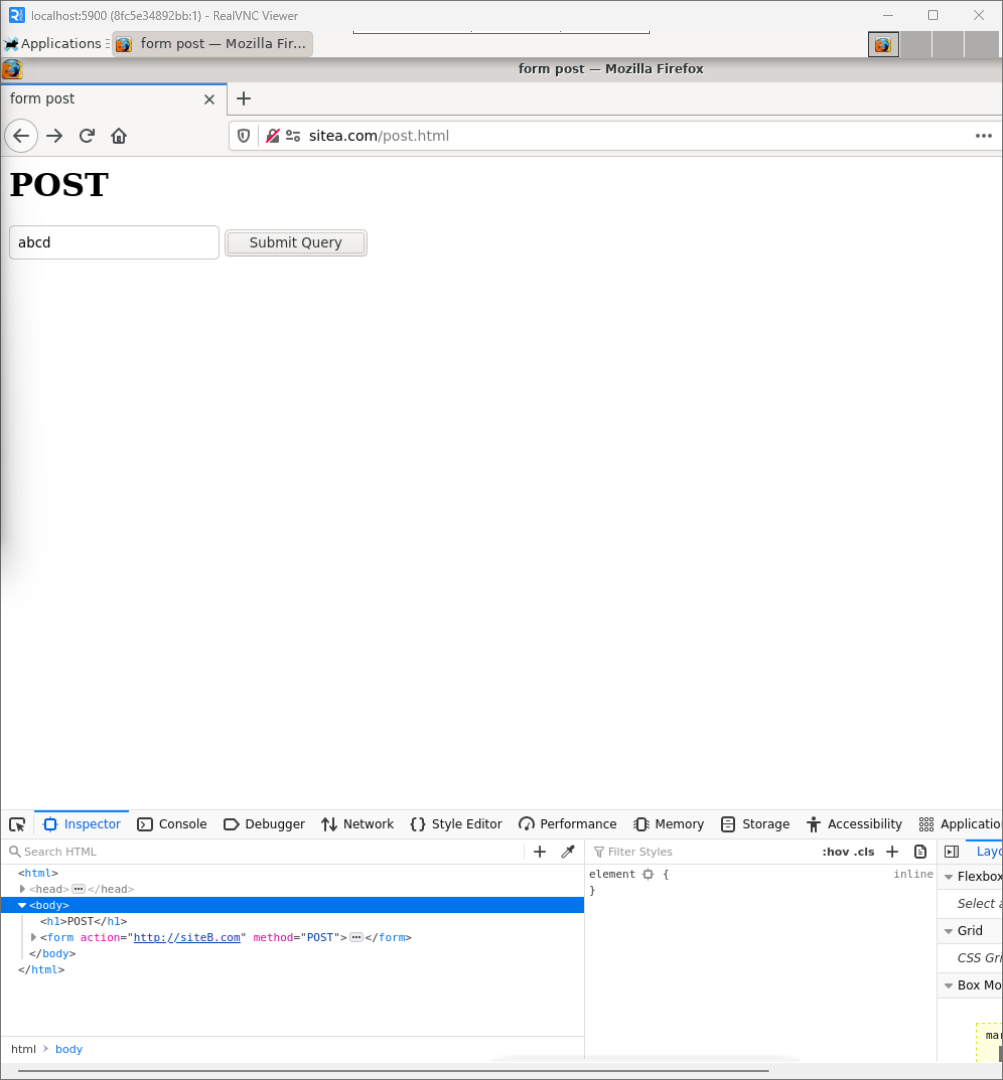 localhost:5900 (8fc5e34892bb:1) - RealVNC Viewer
Applications
form post — Mozilla Fir...
form post — Mozilla Firefox
form post
sitea.com/post.html
POST
abcd
Submit Query
Inspector
Console
Debugger
Network
Style Editor
Performance
Memory
Storage
Accessibility
Applicatio
Search HTML
Filter Styles
:hov .cls
Layo
<html>
<head>
</head>
<body>
<h1>POST</h1>
<form action="http://siteB.com" method="POST"></form>
</body>
</html>
element { inline
}
Flexbox
Select a
Grid
CSS Gri
Box Mo
mar
html > body